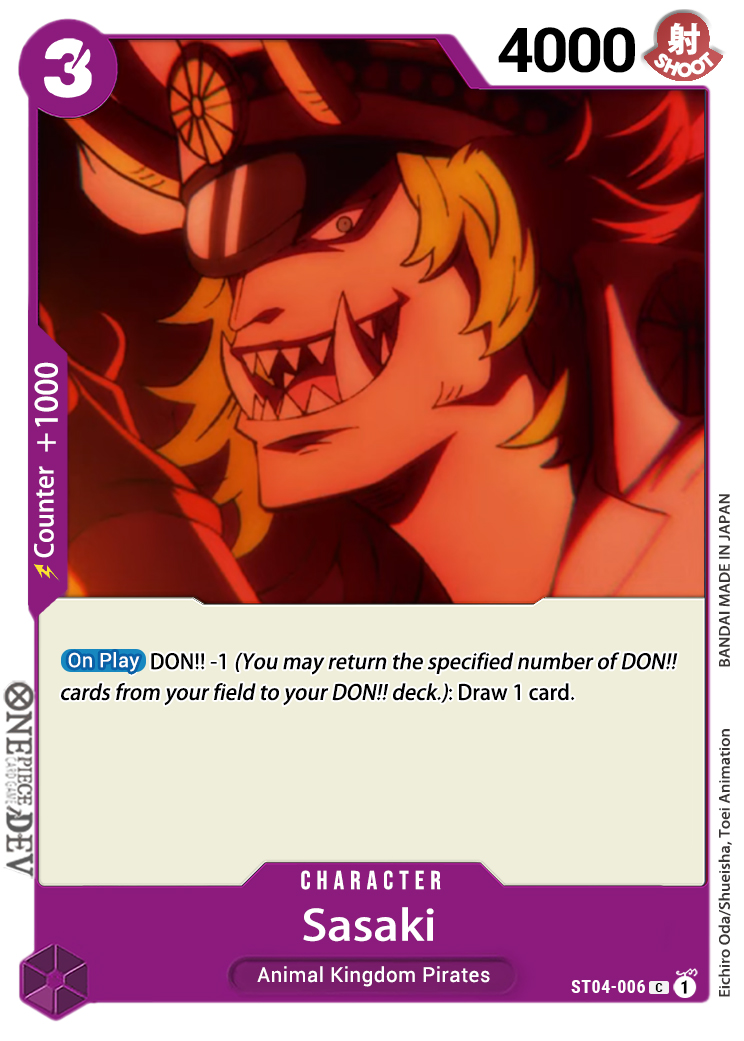 3
4000
射
SHOOT
Counter +1000
On Play DON!! -1 (You may return the specified number of DON!!
cards from your field to your DON!! deck.): Draw 1 card.
CHARACTER
Sasaki
Animal Kingdom Pirates
ST04-006 C 1
ONE PIECE
CARD GAME
DEV
BANDAI MADE IN JAPAN
Eichiro Oda/Shueisha, Toei Animation